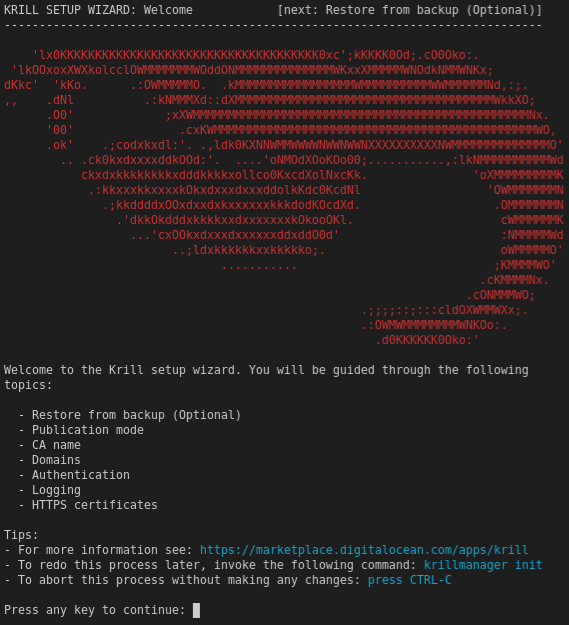 KRILL SETUP WIZARD: Welcome [next: Restore from backup (Optional)]
Welcome to the Krill setup wizard. You will be guided through the following
topics:
- Restore from backup (Optional)
- Publication mode
- CA name
- Domains
- Authentication
- Logging
- HTTPS certificates
Tips:
- For more information see: https://marketplace.digitalocean.com/apps/krill
- To redo this process later, invoke the following command: krillmanager init
- To abort this process without making any changes: press CTRL-C
Press any key to continue: